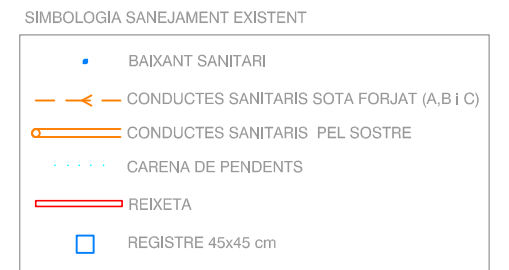 SIMBOLOGIA SANEJAMENT EXISTENT
BAIXANT SANITARI
CONDUCTES SANITARIS SOTA FORJAT (A,B i C)
CONDUCTES SANITARIS PEL SOSTRE
CARENA DE PENDENTS
REIXETA
REGISTRE 45x45 cm